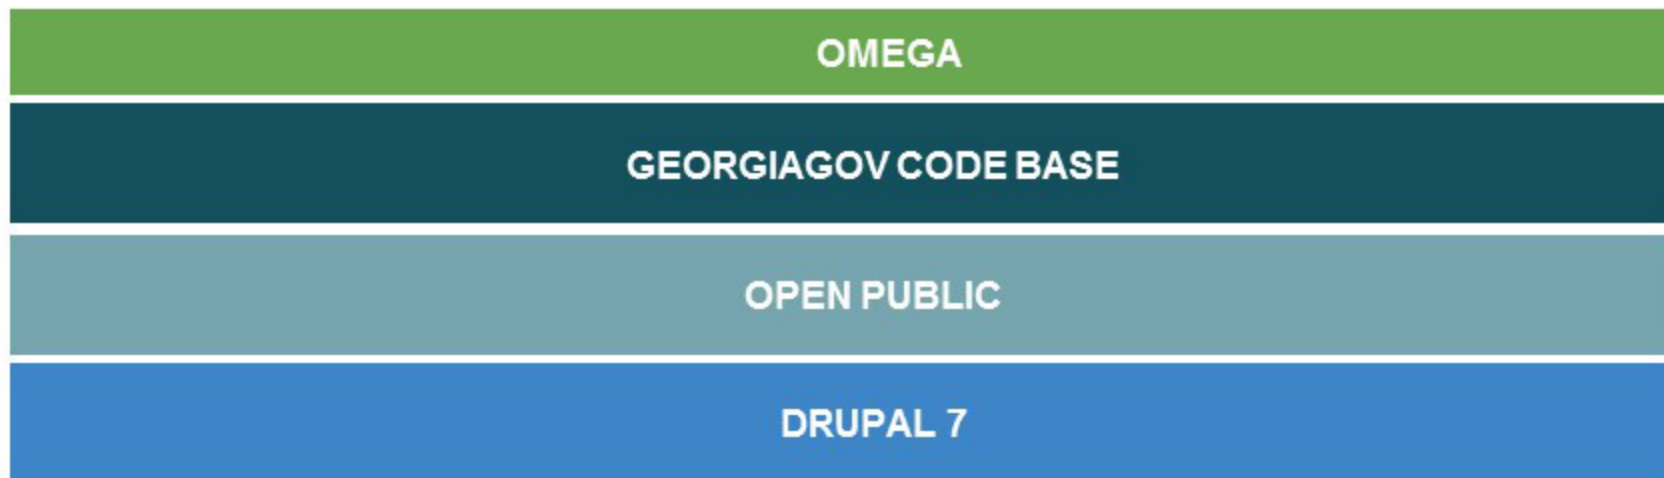 OMEGA
GEORGIAGOV CODE BASE
OPEN PUBLIC
DRUPAL 7